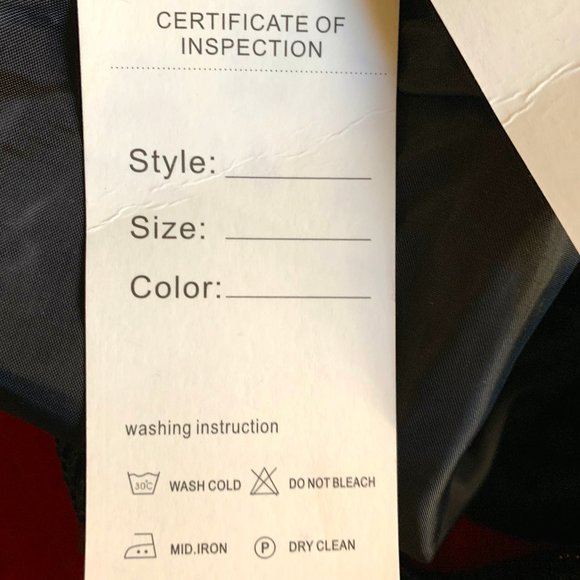 CERTIFICATE OF
INSPECTION
Style:
Size:
Color:
washing instruction
30℃ WASH COLD DO NOT BLEACH
MID.IRON P DRY CLEAN